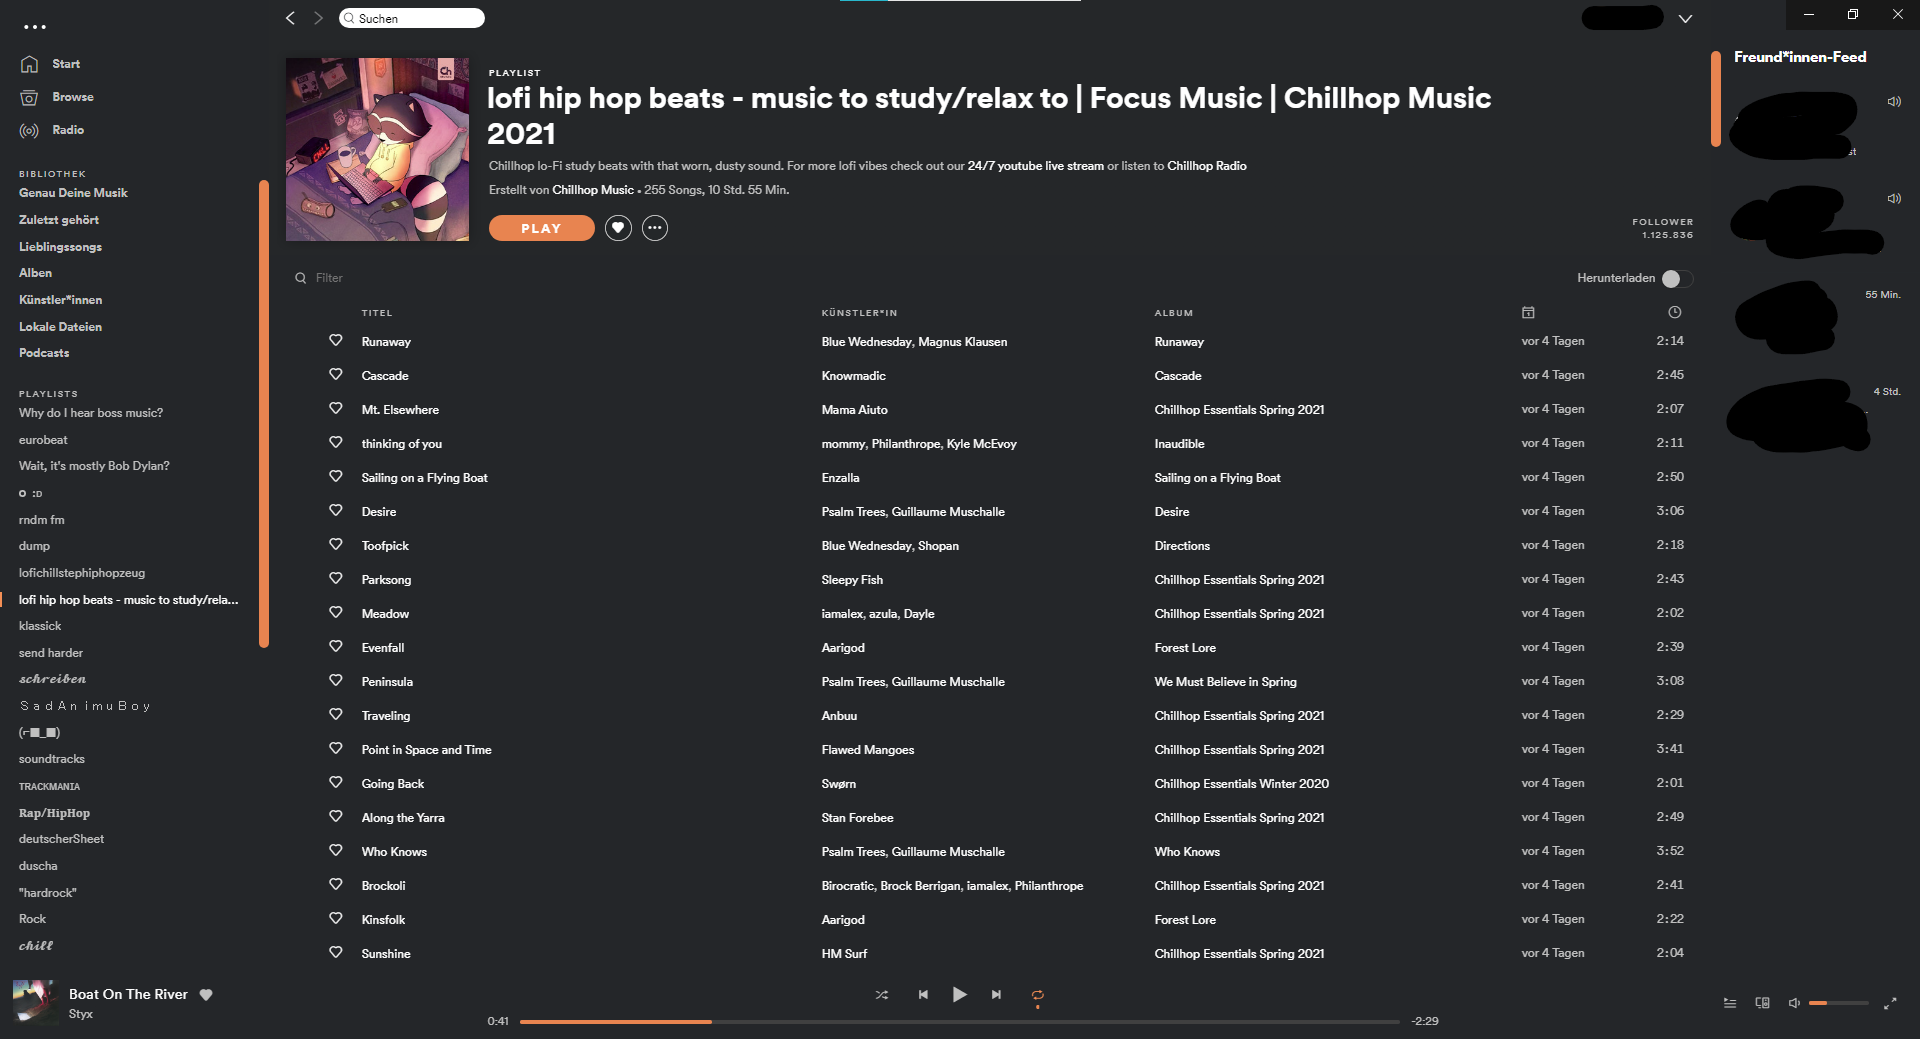 Suchen
Start
Browse
Radio
BIBLIOTHEK
Genau Deine Musik
Zuletzt gehört
Lieblingssongs
Alben
Künstler*innen
Lokale Dateien
Podcasts
PLAYLISTS
Why do I hear boss music?
eurobeat
Wait, it's mostly Bob Dylan?
o :D
rndm fm
dump
lofichillstephiphopzeug
lofi hip hop beats - music to study/rela...
klassick
send harder
schreiben
SadAnimuBoy
(⌐■_■)
soundtracks
TRACKMANIA
Rap/HipHop
deutscherSheet
duscha
"hardrock"
Rock
chill
CHILL
Ch
PLAYLIST
lofi hip hop beats - music to study/relax to | Focus Music | Chillhop Music
2021
Chillhop lo-Fi study beats with that worn, dusty sound. For more lofi vibes check out our 24/7 youtube live stream or listen to Chillhop Radio
Erstellt von Chillhop Music • 255 Songs, 10 Std. 55 Min.
PLAY
FOLLOWER
1.125.836
Filter
Herunterladen
TITEL KÜNSTLER*IN ALBUM
Runaway Blue Wednesday, Magnus Klausen Runaway vor 4 Tagen 2:14
Cascade Knowmadic Cascade vor 4 Tagen 2:45
Mt. Elsewhere Mama Aiuto Chillhop Essentials Spring 2021 vor 4 Tagen 2:07
thinking of you mommy, Philanthrope, Kyle McEvoy Inaudible vor 4 Tagen 2:11
Sailing on a Flying Boat Enzalla Sailing on a Flying Boat vor 4 Tagen 2:50
Desire Psalm Trees, Guillaume Muschalle Desire vor 4 Tagen 3:06
Toofpick Blue Wednesday, Shopan Directions vor 4 Tagen 2:18
Parksong Sleepy Fish Chillhop Essentials Spring 2021 vor 4 Tagen 2:43
Meadow iamalex, azula, Dayle Chillhop Essentials Spring 2021 vor 4 Tagen 2:02
Evenfall Aarigod Forest Lore vor 4 Tagen 2:39
Peninsula Psalm Trees, Guillaume Muschalle We Must Believe in Spring vor 4 Tagen 3:08
Traveling Anbuu Chillhop Essentials Spring 2021 vor 4 Tagen 2:29
Point in Space and Time Flawed Mangoes Chillhop Essentials Spring 2021 vor 4 Tagen 3:41
Going Back Swørn Chillhop Essentials Winter 2020 vor 4 Tagen 2:01
Along the Yarra Stan Forebee Chillhop Essentials Spring 2021 vor 4 Tagen 2:49
Who Knows Psalm Trees, Guillaume Muschalle Who Knows vor 4 Tagen 3:52
Brockoli Birocratic, Brock Berrigan, iamalex, Philanthrope Chillhop Essentials Spring 2021 vor 4 Tagen 2:41
Kinsfolk Aarigod Forest Lore vor 4 Tagen 2:22
Sunshine HM Surf Chillhop Essentials Spring 2021 vor 4 Tagen 2:04
Freund*innen-Feed
st
55 Min.
4 Std.
Boat On The River
Styx
0:41
-2:29